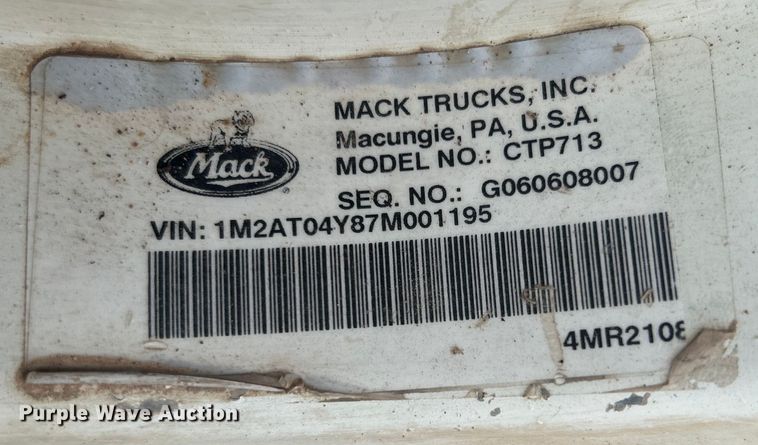 MACK TRUCKS, INC.
Macungie, PA, U.S.A.
MODEL NO.: CTP713
SEQ. NO.: G060608007
Mack
VIN: 1M2AT04Y87M001195
4MR2108
Purple Wave Auction